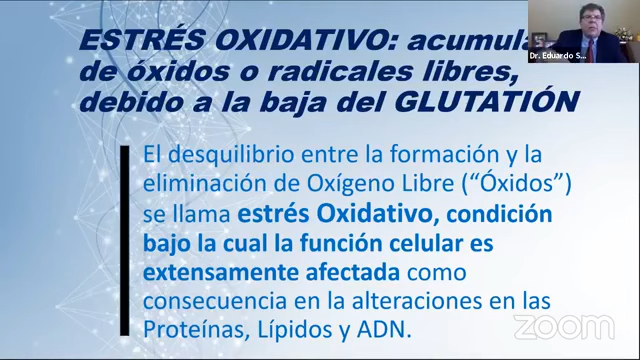 ESTRÉS OXIDATIVO: acumula
de óxidos o radicales libres,
debido a la baja del GLUTATIÓN
El desquilibrio entre la formación y la
eliminación de Oxígeno Libre (“Óxidos”)
se llama estrés Oxidativo, condición
bajo la cual la función celular es
extensamente afectada como
consecuencia en la alteraciones en las
Proteínas, Lípidos y ADN.
Dr. Eduardo S...
zoom